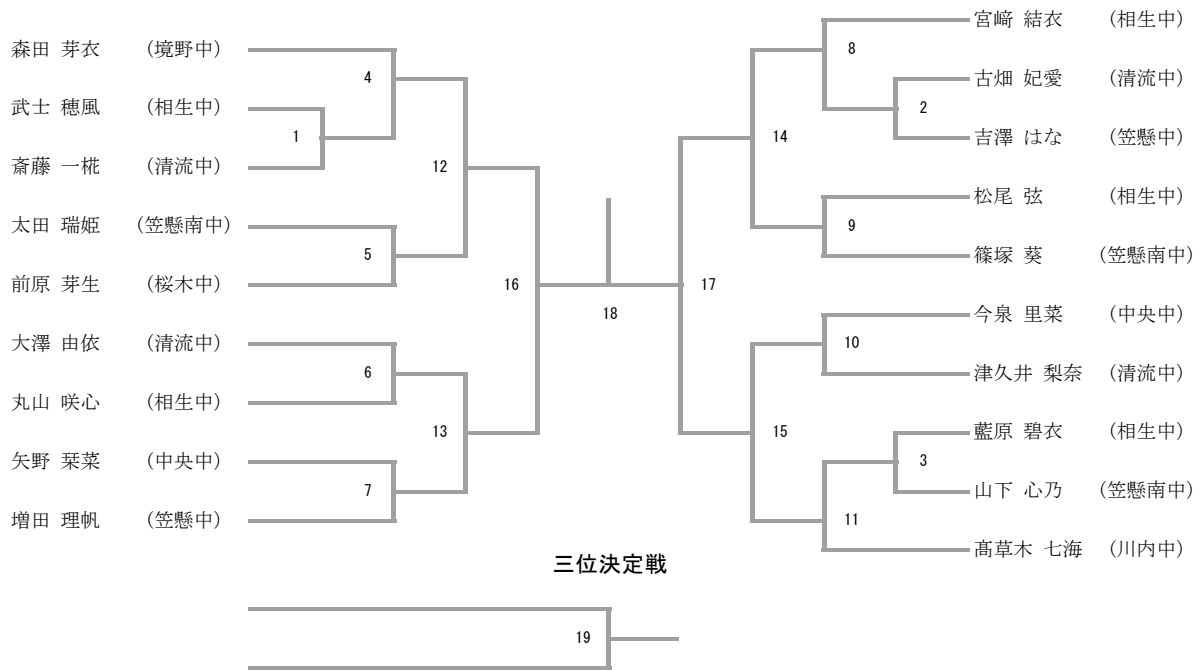 森田 芽衣 (境野中)
武士 穂風 (相生中)
斎藤 一椛 (清流中)
太田 瑞姫 (笠懸南中)
前原 芽生 (桜木中)
大澤 由依 (清流中)
丸山 咲心 (相生中)
矢野 栞菜 (中央中)
増田 理帆 (笠懸中)
4
1
12
5
16
6
13
7
18
宮﨑 結衣 (相生中)
古畑 妃愛 (清流中)
吉澤 はな (笠懸中)
松尾 弦 (相生中)
篠塚 葵 (笠懸南中)
今泉 里菜 (中央中)
津久井 梨奈 (清流中)
藍原 碧衣 (相生中)
山下 心乃 (笠懸南中)
髙草木 七海 (川内中)
8
2
14
9
17
10
15
3
11
三位決定戦
19